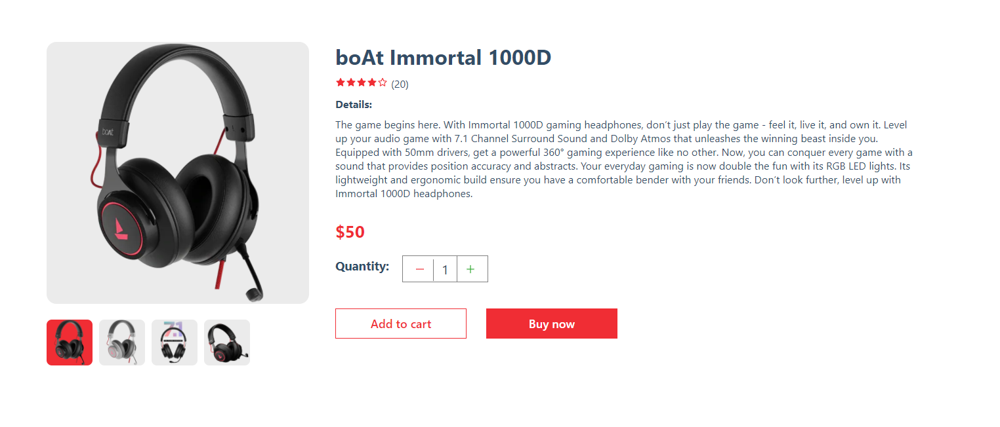 boAt
boAt Immortal 1000D
(20)
Details:
The game begins here. With Immortal 1000D gaming headphones, don’t just play the game - feel it, live it, and own it. Level
up your audio game with 7.1 Channel Surround Sound and Dolby Atmos that unleashes the winning beast inside you.
Equipped with 50mm drivers, get a powerful 360° gaming experience like no other. Now, you can conquer every game with a
sound that provides position accuracy and abstracts. Your everyday gaming is now double the fun with its RGB LED lights. Its
lightweight and ergonomic build ensure you have a comfortable bender with your friends. Don’t look further, level up with
Immortal 1000D headphones.
$50
Quantity: − 1 +
Add to cart Buy now
7.1